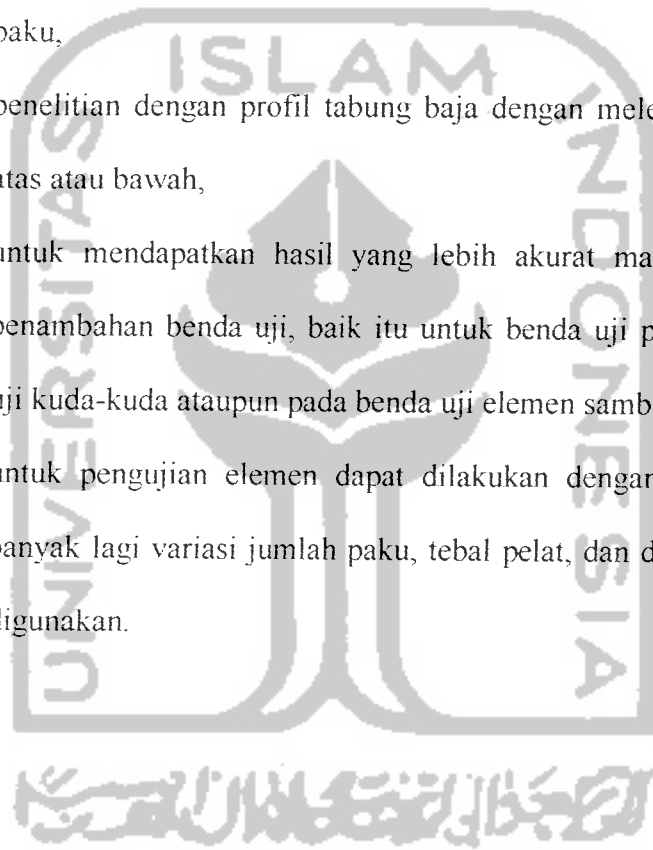 paku,
penelitian dengan profil tabung baja dengan mele
atas atau bawah,
untuk mendapatkan hasil yang lebih akurat ma
penambahan benda uji, baik itu untuk benda uji p
uji kuda-kuda ataupun pada benda uji elemen samb
untuk pengujian elemen dapat dilakukan dengan
banyak lagi variasi jumlah paku, tebal pelat, dan d
digunakan.
ISLAM
UNIVERSITAS
INDONESIA